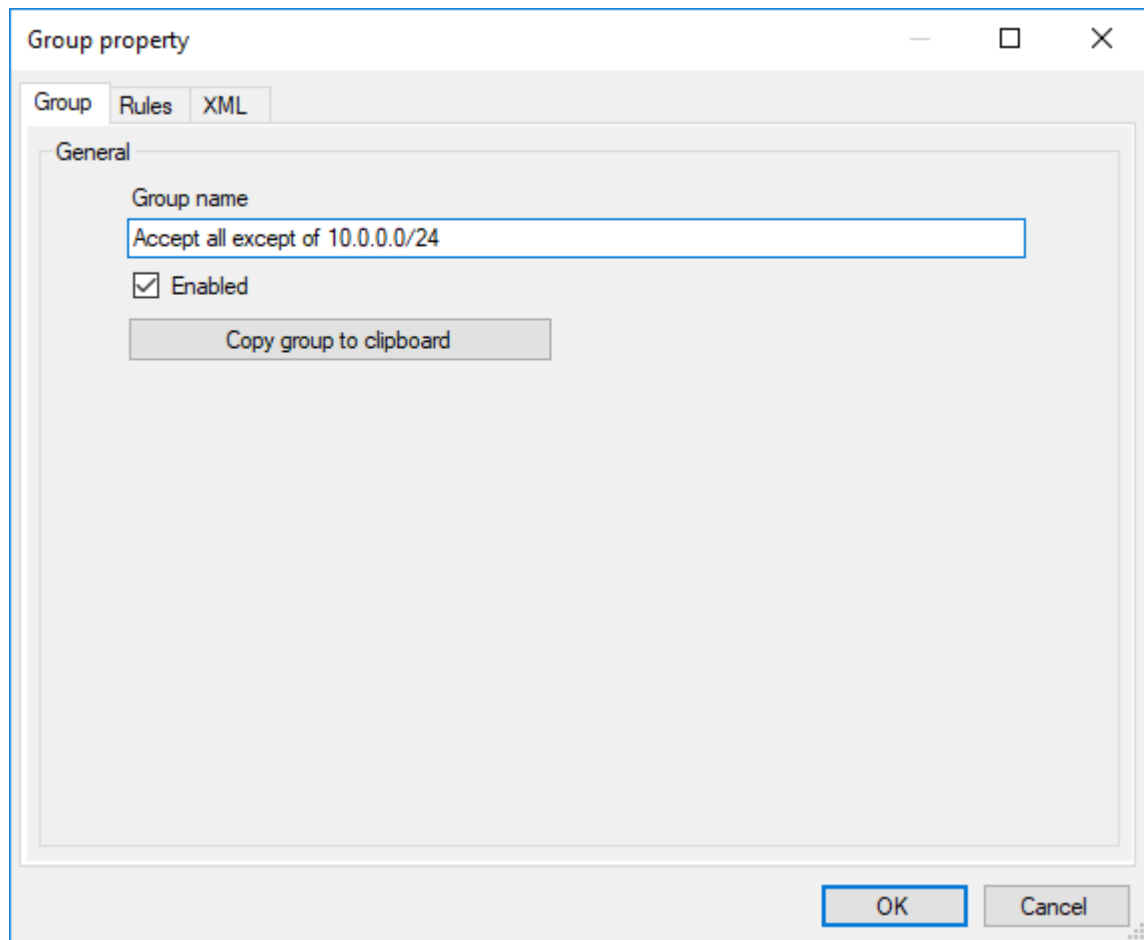 Group property
Group Rules XML
General
Group name
Accept all except of 10.0.0.0/24
Enabled
Copy group to clipboard
OK Cancel